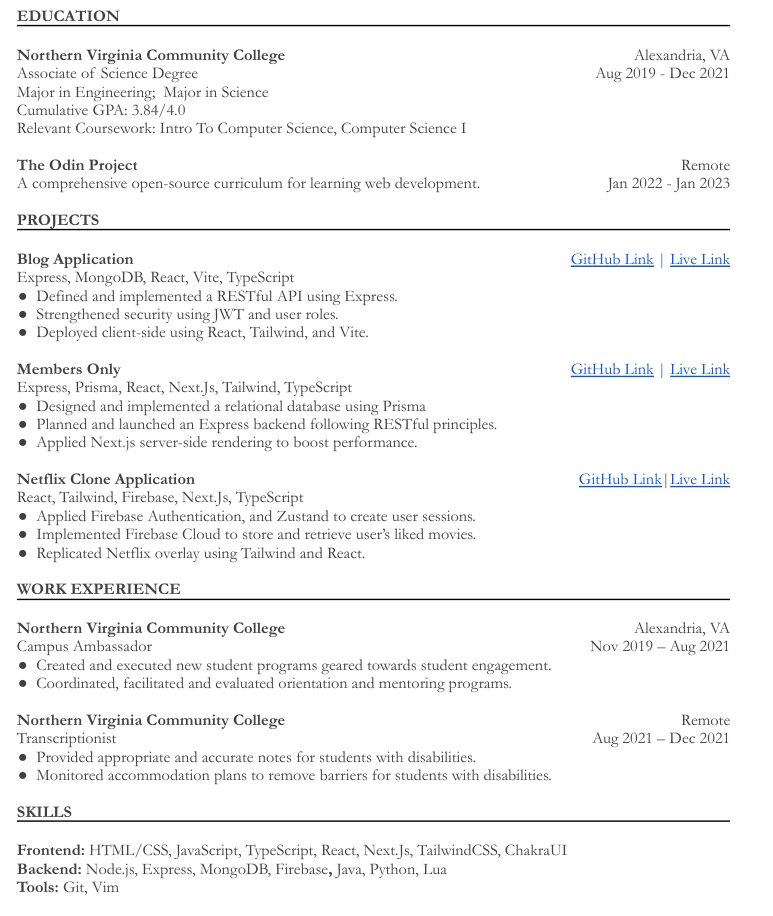 EDUCATION
Northern Virginia Community College Alexandria, VA
Associate of Science Degree Aug 2019 - Dec 2021
Major in Engineering;  Major in Science
Cumulative GPA: 3.84/4.0
Relevant Coursework: Intro To Computer Science, Computer Science I
The Odin Project Remote
A comprehensive open-source curriculum for learning web development. Jan 2022 - Jan 2023
PROJECTS
Blog Application GitHub Link | Live Link
Express, MongoDB, React, Vite, TypeScript
● Defined and implemented a RESTful API using Express.
● Strengthened security using JWT and user roles.
● Deployed client-side using React, Tailwind, and Vite.
Members Only GitHub Link | Live Link
Express, Prisma, React, Next.Js, Tailwind, TypeScript
● Designed and implemented a relational database using Prisma
● Planned and launched an Express backend following RESTful principles.
● Applied Next.js server-side rendering to boost performance.
Netflix Clone Application GitHub Link|Live Link
React, Tailwind, Firebase, Next.Js, TypeScript
● Applied Firebase Authentication, and Zustand to create user sessions.
● Implemented Firebase Cloud to store and retrieve user's liked movies.
● Replicated Netflix overlay using Tailwind and React.
WORK EXPERIENCE
Northern Virginia Community College Alexandria, VA
Campus Ambassador Nov 2019 – Aug 2021
● Created and executed new student programs geared towards student engagement.
● Coordinated, facilitated and evaluated orientation and mentoring programs.
Northern Virginia Community College Remote
Transcriptionist Aug 2021 – Dec 2021
● Provided appropriate and accurate notes for students with disabilities.
● Monitored accommodation plans to remove barriers for students with disabilities.
SKILLS
Frontend: HTML/CSS, JavaScript, TypeScript, React, Next.Js, TailwindCSS, ChakraUI
Backend: Node.js, Express, MongoDB, Firebase, Java, Python, Lua
Tools: Git, Vim